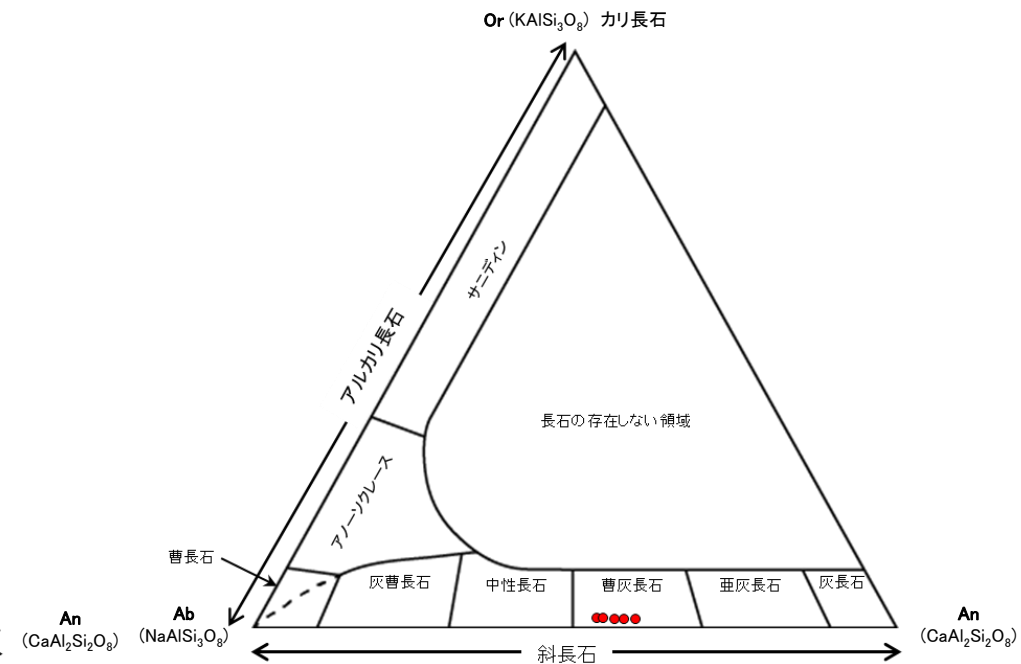 Or (KAlSi3O8) カリ長石
サニディン
アルカリ長石
長石の存在しない領域
アノーソクレース
曹長石
灰曹長石
中性長石
曹灰長石
亜灰長石
灰長石
An
(CaAl2Si2O8)
Ab
(NaAlSi3O8)
An
(CaAl2Si2O8)
斜長石